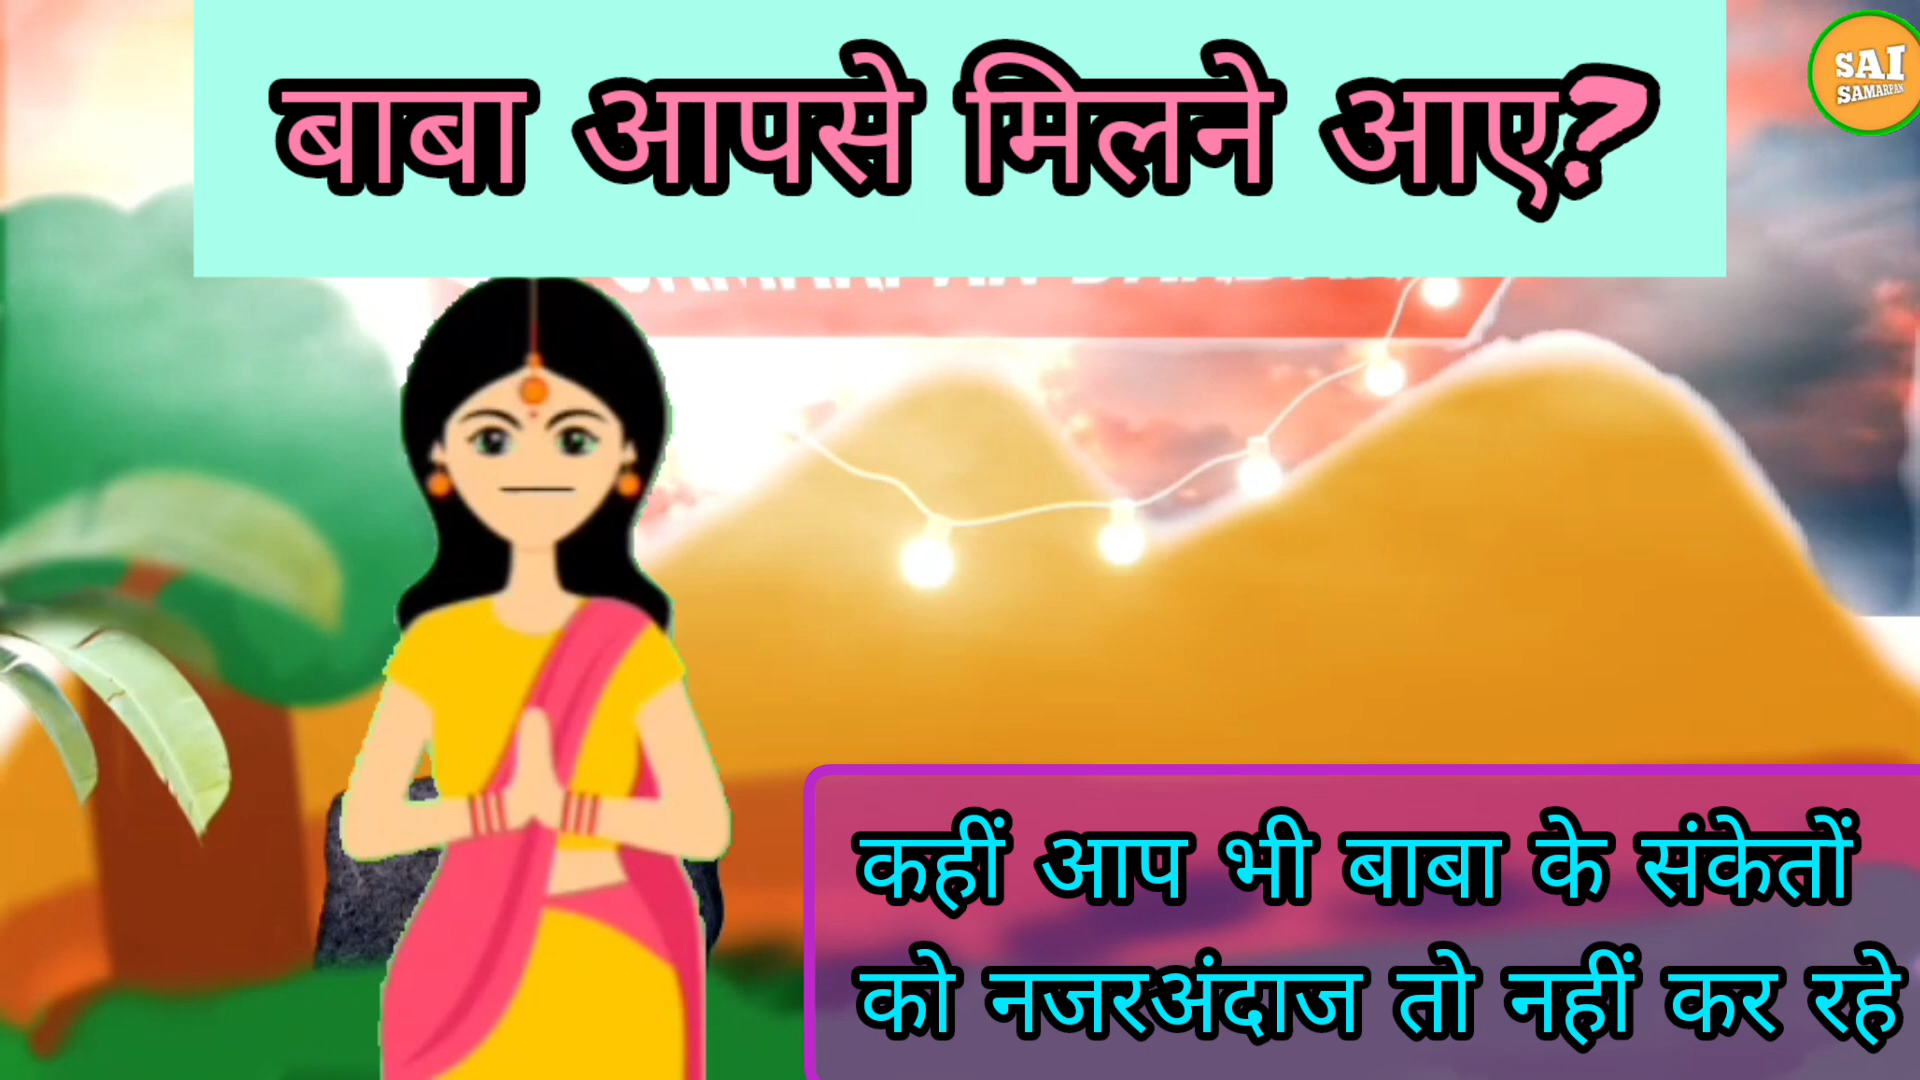 बाबा आपसे मिलने आए?
SAI
SAMARPAN
कहीं आप भी बाबा के संकेतों
को नजरअंदाज तो नहीं कर रहे